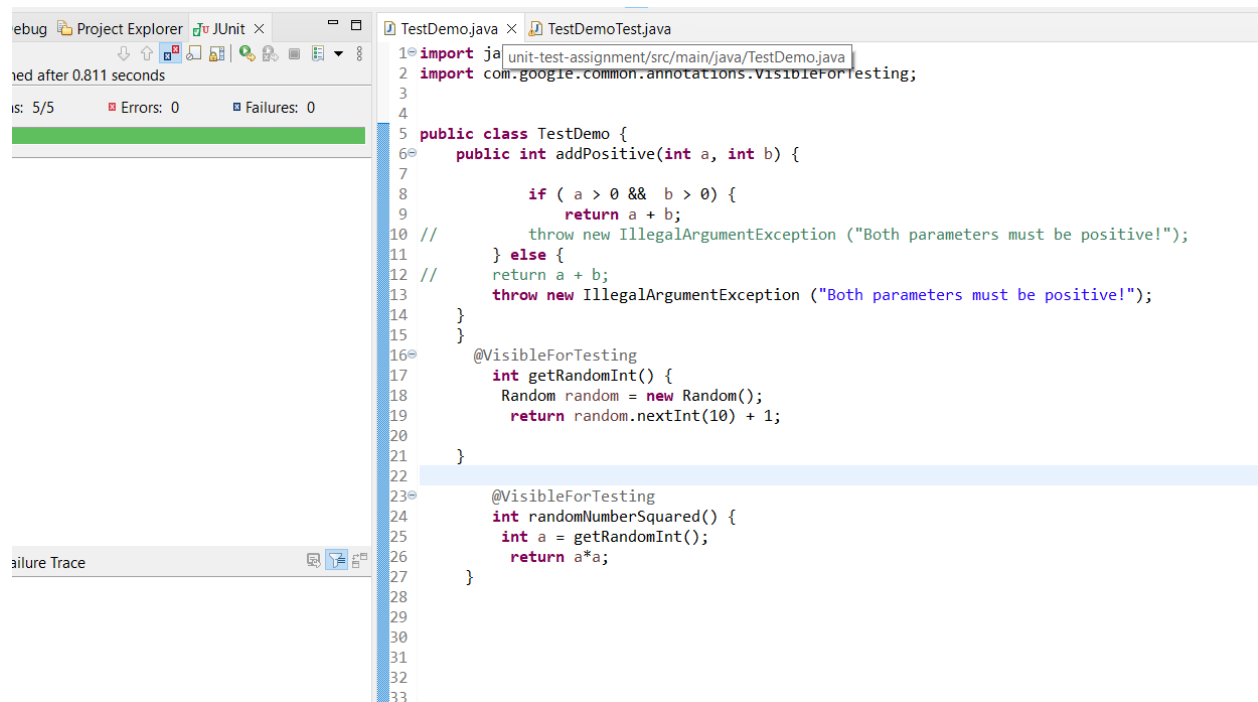 ebug Project Explorer JUnit
TestDemo.java TestDemoTest.java
ned after 0.811 seconds
ns: 5/5 Errors: 0 Failures: 0
ailure Trace
unit-test-assignment/src/main/java/TestDemo.java
1 import ja
2 import com.google.common.annotations.VisibleForTesting;
3
4
5 public class TestDemo {
6 public int addPositive(int a, int b) {
7
8 if ( a > 0 && b > 0) {
9 return a + b;
10 // throw new IllegalArgumentException ("Both parameters must be positive!");
11 } else {
12 // return a + b;
13 throw new IllegalArgumentException ("Both parameters must be positive!");
14 }
15 }
16 @VisibleForTesting
17 int getRandomInt() {
18 Random random = new Random();
19 return random.nextInt(10) + 1;
20
21 }
22
23 @VisibleForTesting
24 int randomNumberSquared() {
25 int a = getRandomInt();
26 return a*a;
27 }
28
29
30
31
32
33